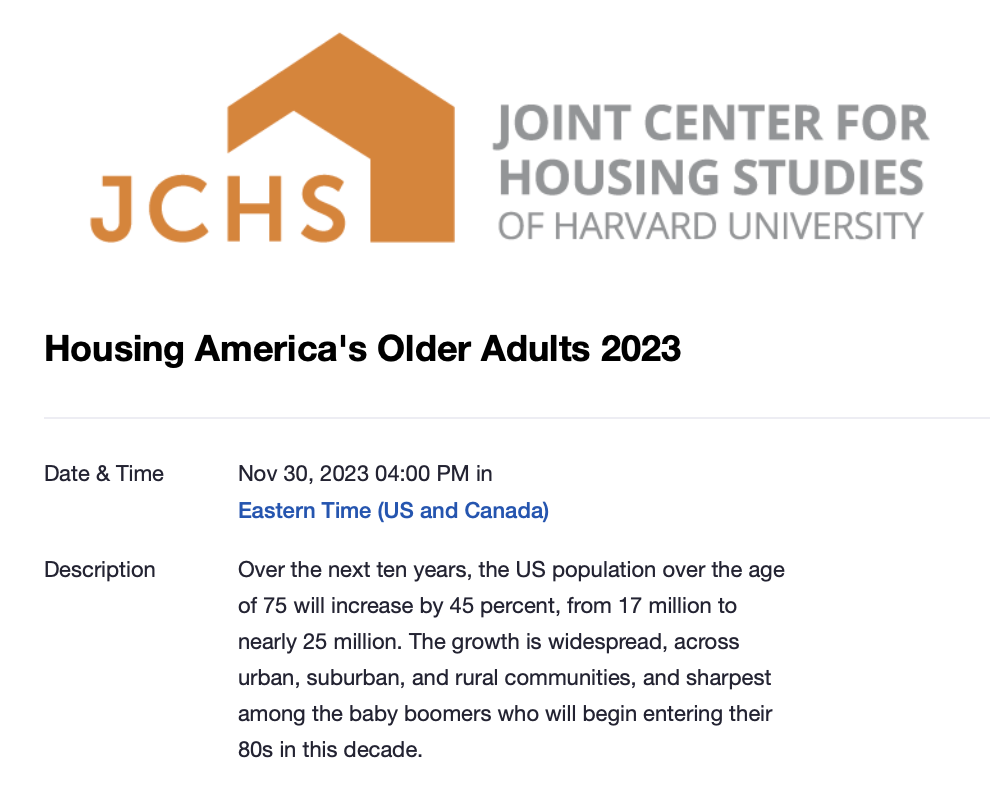 JCHS
JOINT CENTER FOR
HOUSING STUDIES
OF HARVARD UNIVERSITY
Housing America's Older Adults 2023
Date & Time
Nov 30, 2023 04:00 PM in
Eastern Time (US and Canada)
Description
Over the next ten years, the US population over the age
of 75 will increase by 45 percent, from 17 million to
nearly 25 million. The growth is widespread, across
urban, suburban, and rural communities, and sharpest
among the baby boomers who will begin entering their
80s in this decade.